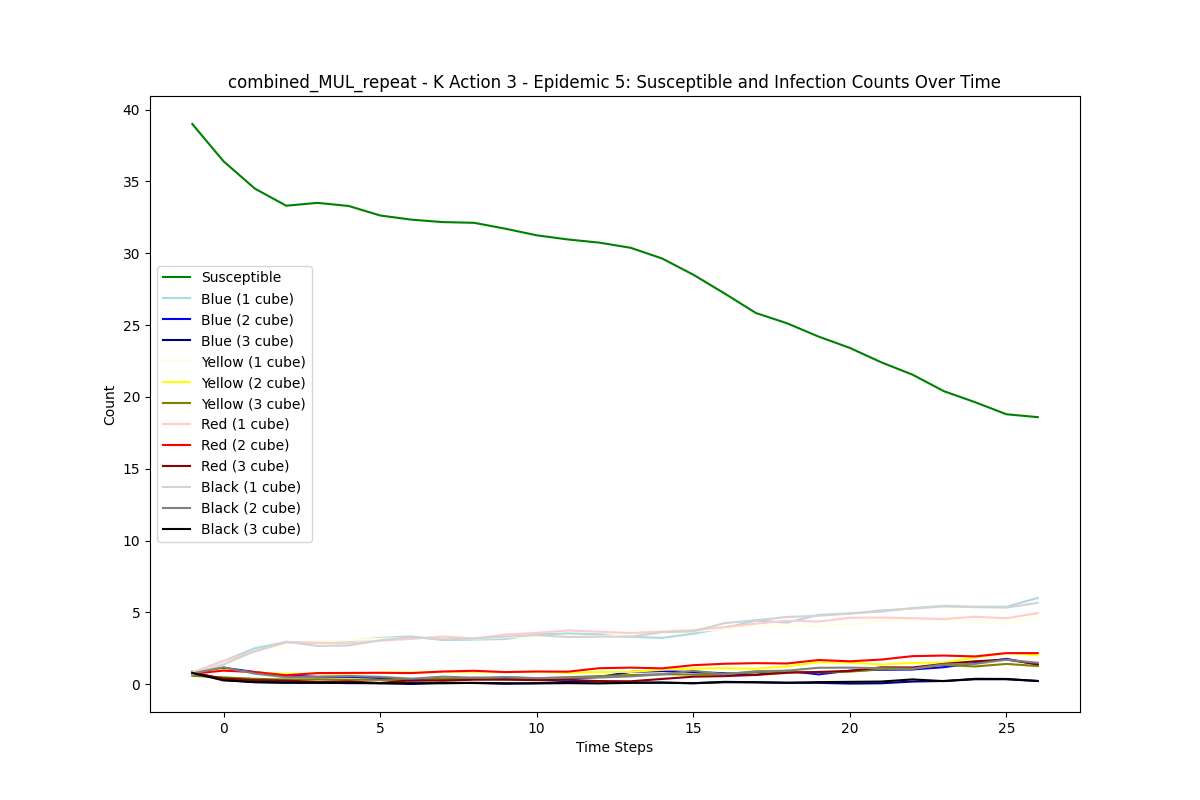 combined_MUL_repeat - K Action 3 - Epidemic 5: Susceptible and Infection Counts Over Time
40
35
30
25
20
15
10
5
0
Count
Susceptible
Blue (1 cube)
Blue (2 cube)
Blue (3 cube)
Yellow (1 cube)
Yellow (2 cube)
Yellow (3 cube)
Red (1 cube)
Red (2 cube)
Red (3 cube)
Black (1 cube)
Black (2 cube)
Black (3 cube)
0 5 10 15 20 25
Time Steps